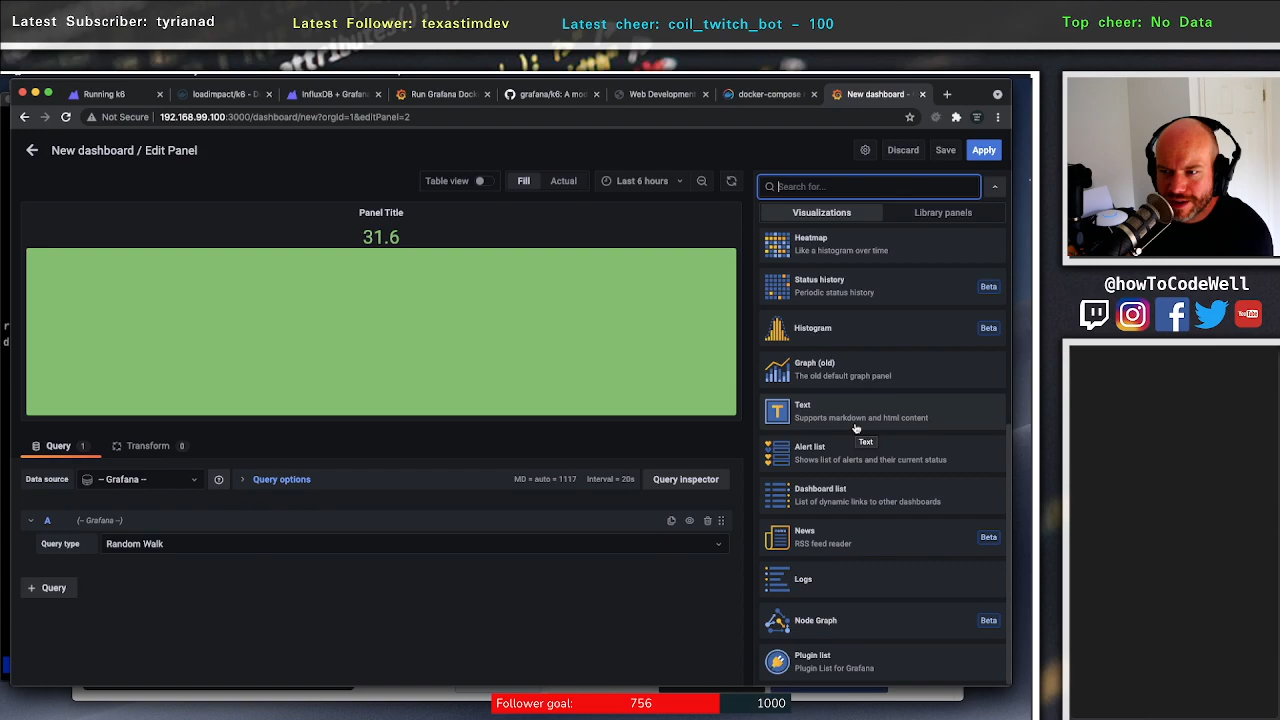 Latest Subscriber: tyrianad
Latest Follower: texastimdev
Latest cheer: coil_twitch_bot - 100
Top cheer: No Data
Running k6
loadimpact/k6 - D
InfluxDB + Grafan
Run Grafana Dock
grafana/k6: A mod
Web Development
docker-compose
New dashboard -
Not Secure
192.168.99.100:3000/dashboard/new?orgId=1&editPanel=2
New dashboard / Edit Panel
Discard
Save
Apply
Table view
Fill
Actual
Last 6 hours
Search for...
Panel Title
31.6
Visualizations
Library panels
Heatmap
Like a histogram over time
Status history
Periodic status history
Beta
Histogram
Beta
Graph (old)
The old default graph panel
Text
Supports markdown and html content
Text
Alert list
Shows list of alerts and their current status
Dashboard list
List of dynamic links to other dashboards
News
RSS feed reader
Beta
Logs
Node Graph
Beta
Plugin list
Plugin List for Grafana
Query 1
Transform 0
Data source
-- Grafana --
Query options
MD = auto = 1117
Interval = 20s
Query inspector
A
(-- Grafana --)
Query type
Random Walk
+ Query
@howToCodeWell
You Tube
Follower goal:
756
1000